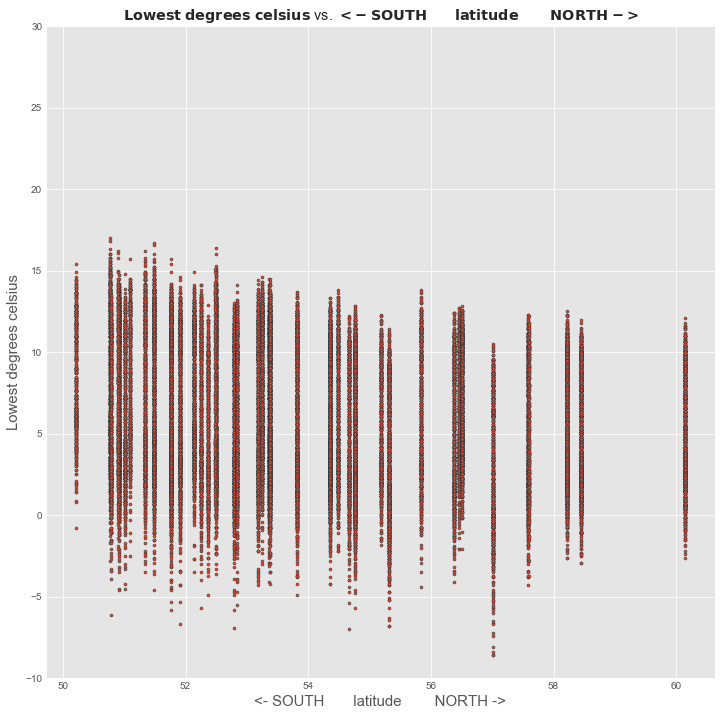 Lowest degrees celsius vs. <-SOUTH latitude NORTH->
30
25
20
15
10
5
0
−5
−10
Lowest degrees celsius
50 52 54 56 58 60
<- SOUTH latitude NORTH ->